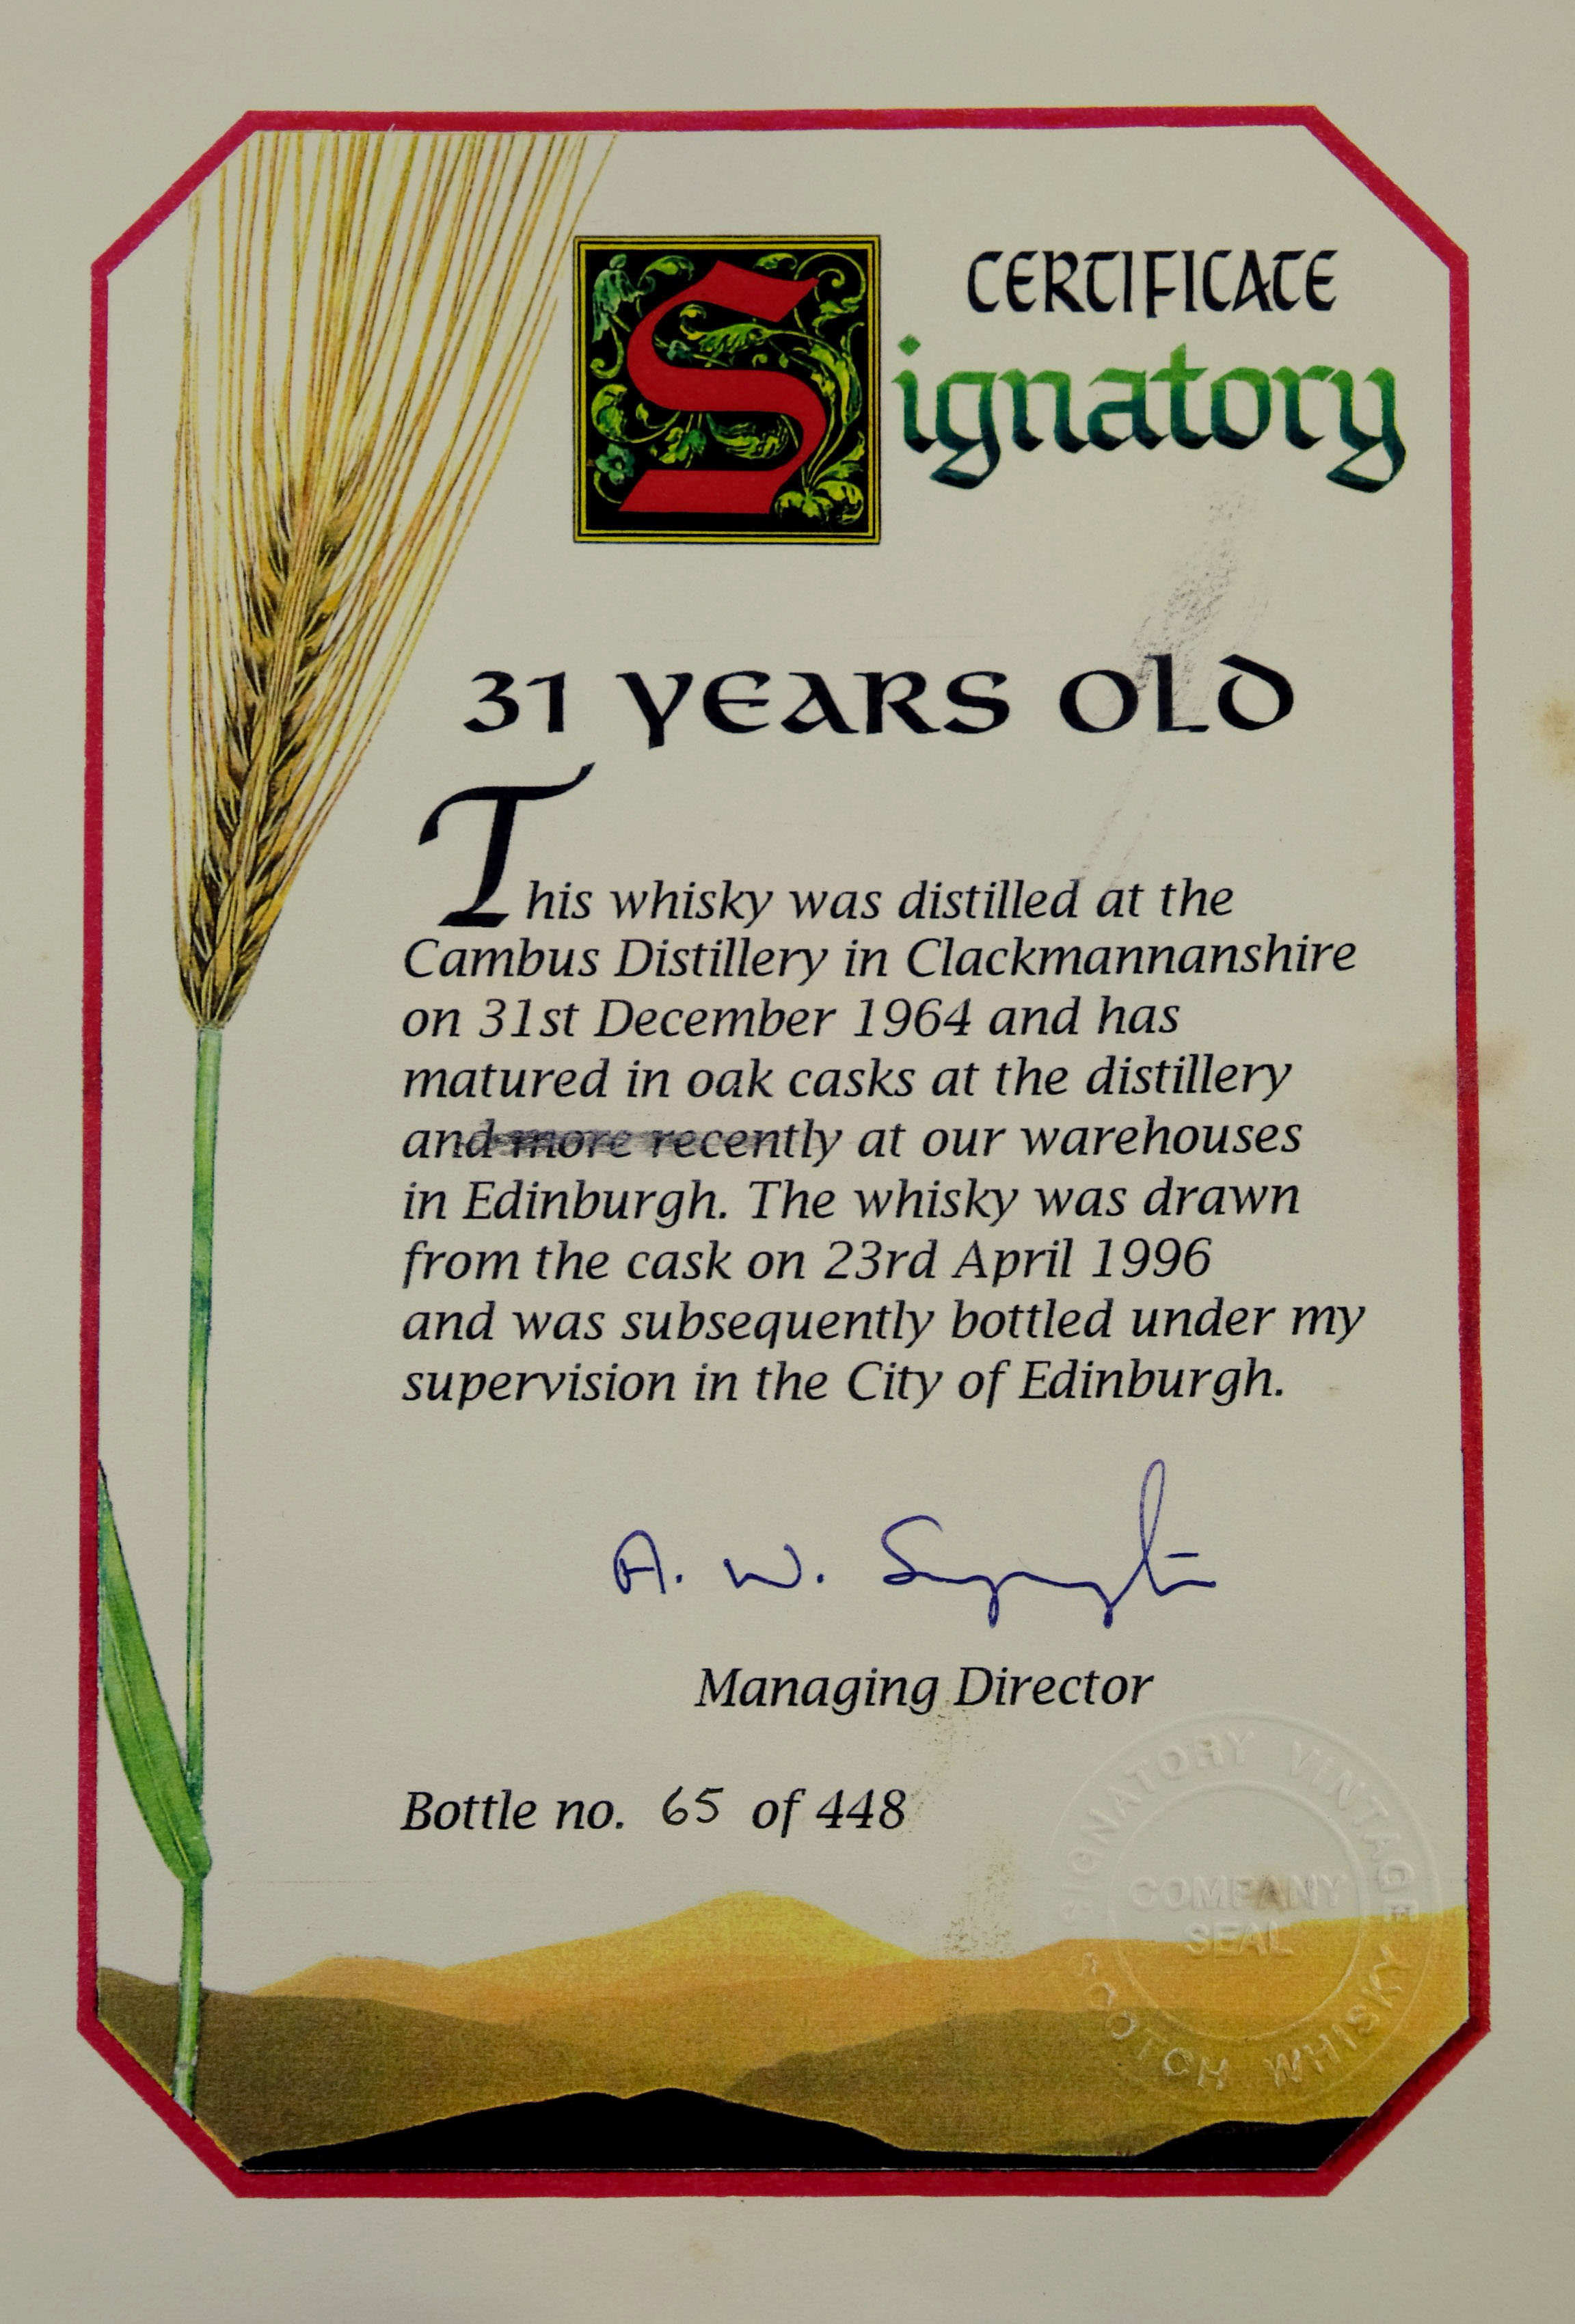 CERTIFICATE
Signatory
31 YEARS OLD
This whisky was distilled at the
Cambus Distillery in Clackmannanshire
on 31st December 1964 and has
matured in oak casks at the distillery
and more recently at our warehouses
in Edinburgh. The whisky was drawn
from the cask on 23rd April 1996
and was subsequently bottled under my
supervision in the City of Edinburgh.
A. W. Symington
Managing Director
Bottle no. 65 of 448
SIGNATORY VINTAGE
COMPANY
SEAL
SCOTCH WHISKY